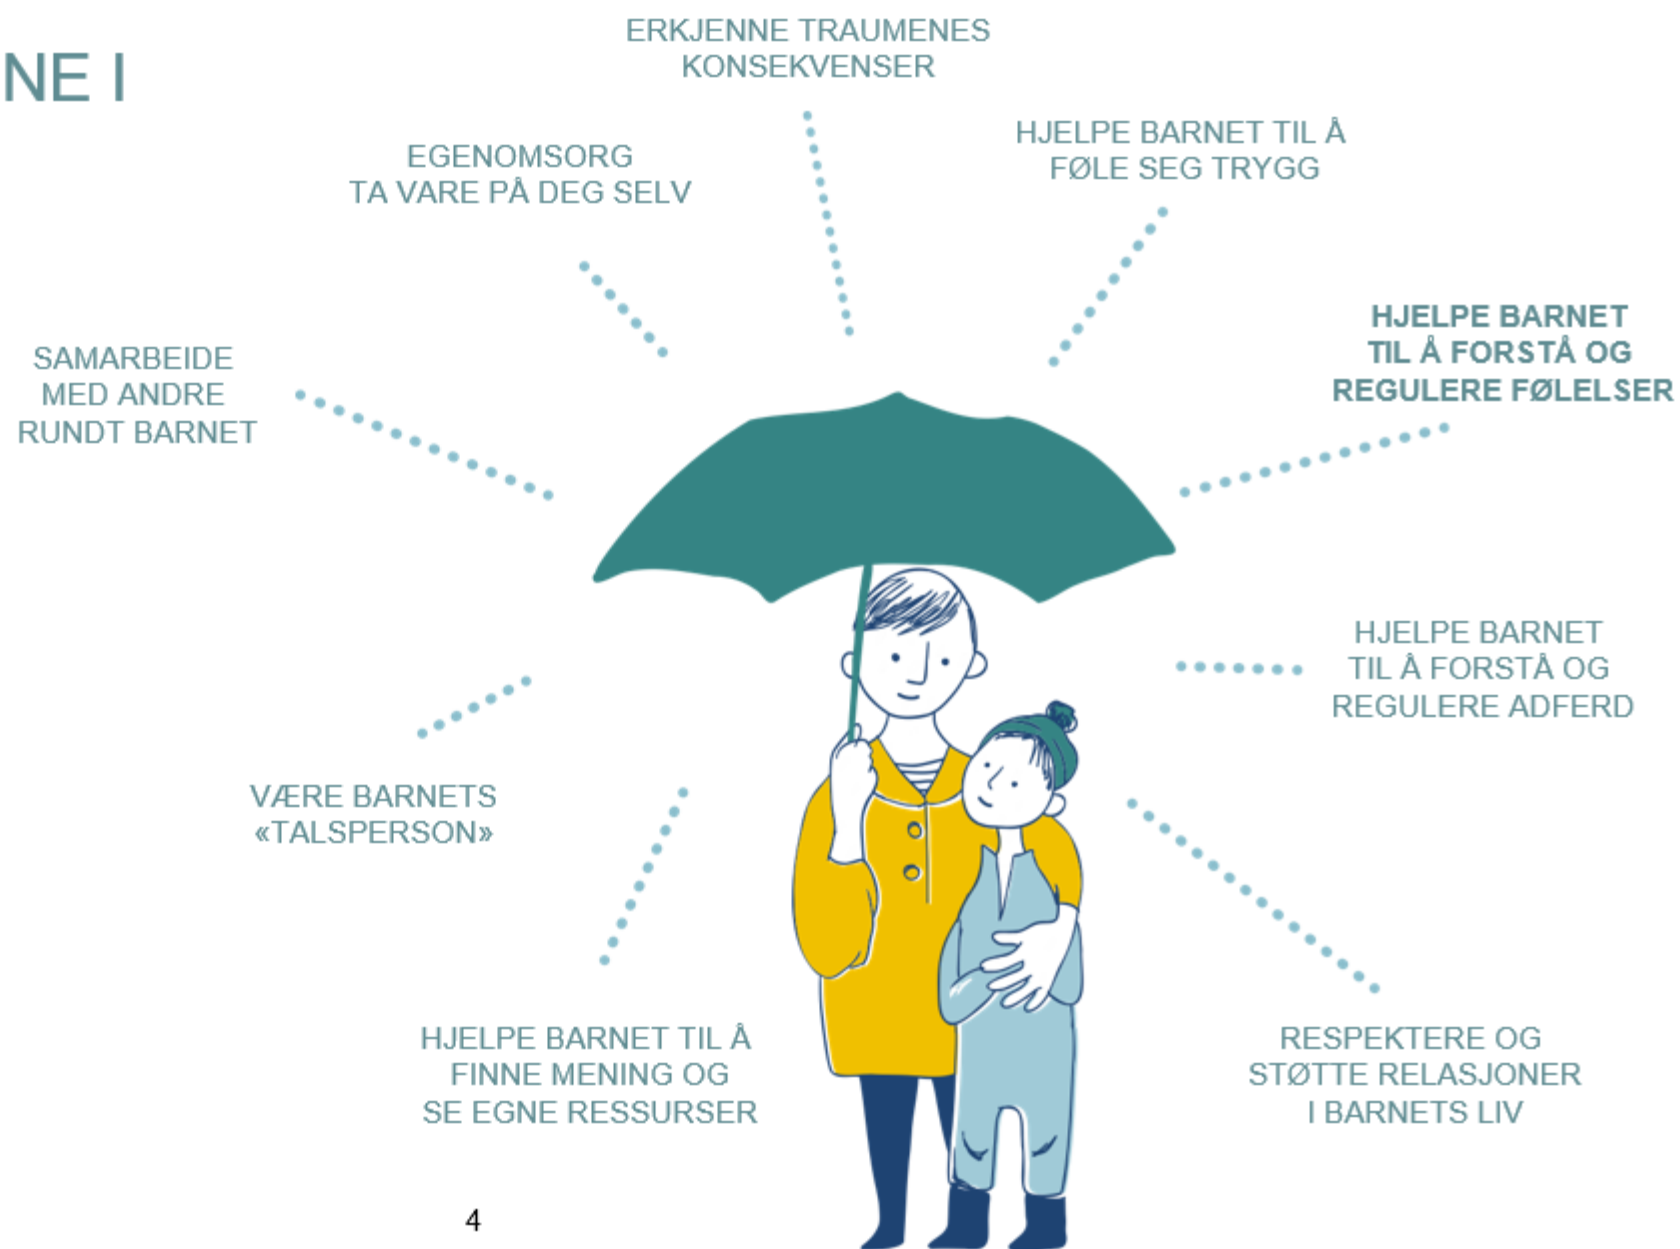 NE I
ERKJENNE TRAUMENES
KONSEKVENSER
HJELPE BARNET TIL Å
FØLE SEG TRYGG
HJELPE BARNET
TIL Å FORSTÅ OG
REGULERE FØLELSER
HJELPE BARNET
TIL Å FORSTÅ OG
REGULERE ADFERD
RESPEKTERE OG
STØTTE RELASJONER
I BARNETS LIV
HJELPE BARNET TIL Å
FINNE MENING OG
SE EGNE RESSURSER
VÆRE BARNETS
«TALSPERSON»
SAMARBEIDE
MED ANDRE
RUNDT BARNET
EGENOMSORG
TA VARE PÅ DEG SELV
4